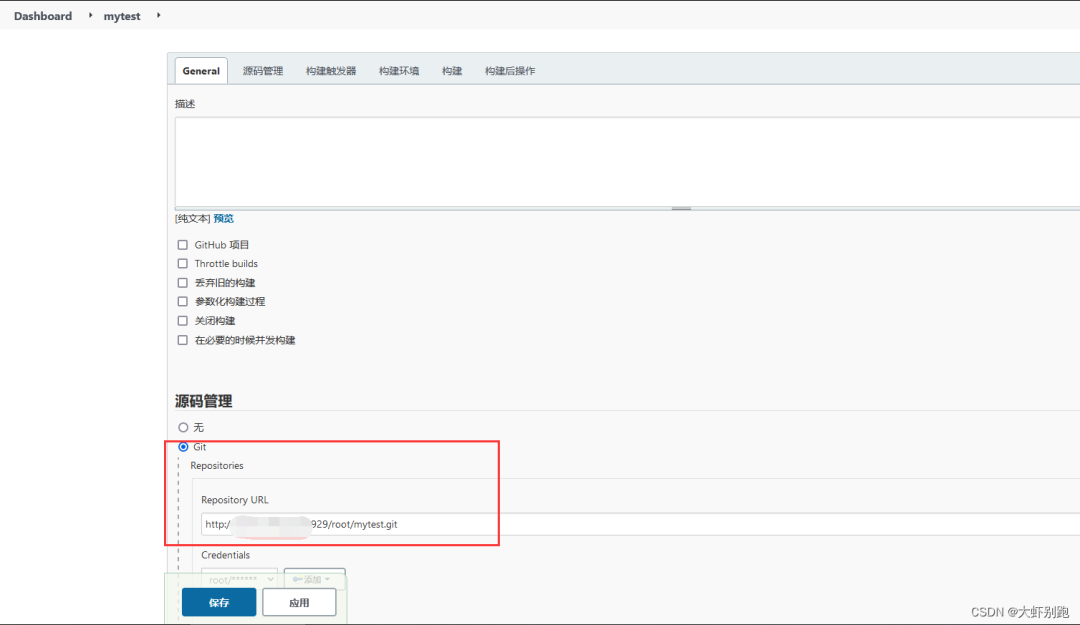 Dashboard mytest
General 源码管理 构建触发器 构建环境 构建 构建后操作
描述
[纯文本] 预览
GitHub 项目
Throttle builds
丢弃旧的构建
参数化构建过程
关闭构建
在必要的时候并发构建
源码管理
无
Git
Repositories
Repository URL
http:/ 929/root/mytest.git
Credentials
root/****** 添加
保存 应用
CSDN @大虾别跑